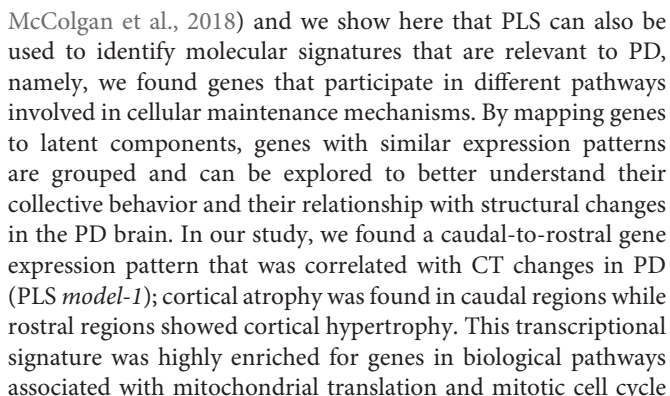 McColgan et al., 2018) and we show here that PLS can also be
used to identify molecular signatures that are relevant to PD,
namely, we found genes that participate in different pathways
involved in cellular maintenance mechanisms. By mapping genes
to latent components, genes with similar expression patterns
are grouped and can be explored to better understand their
collective behavior and their relationship with structural changes
in the PD brain. In our study, we found a caudal-to-rostral gene
expression pattern that was correlated with CT changes in PD
(PLS model-1); cortical atrophy was found in caudal regions while
rostral regions showed cortical hypertrophy. This transcriptional
signature was highly enriched for genes in biological pathways
associated with mitochondrial translation and mitotic cell cycle